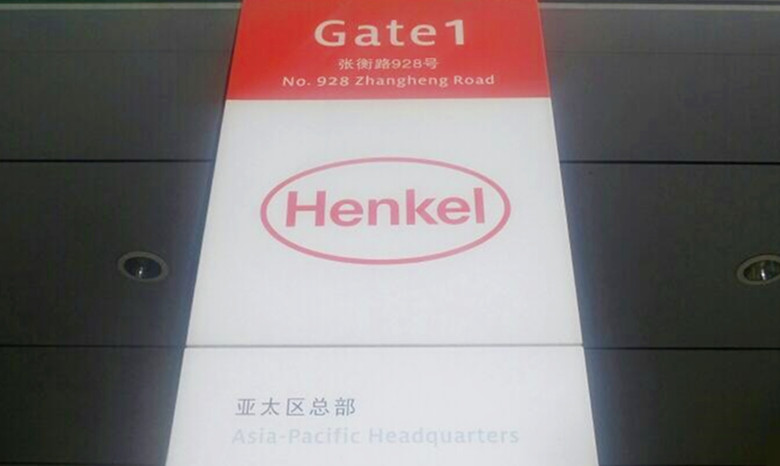 Gate1
张衡路928号
No. 928 Zhangheng Road
Henkel
亚太区总部
Asia-Pacific Headquarters